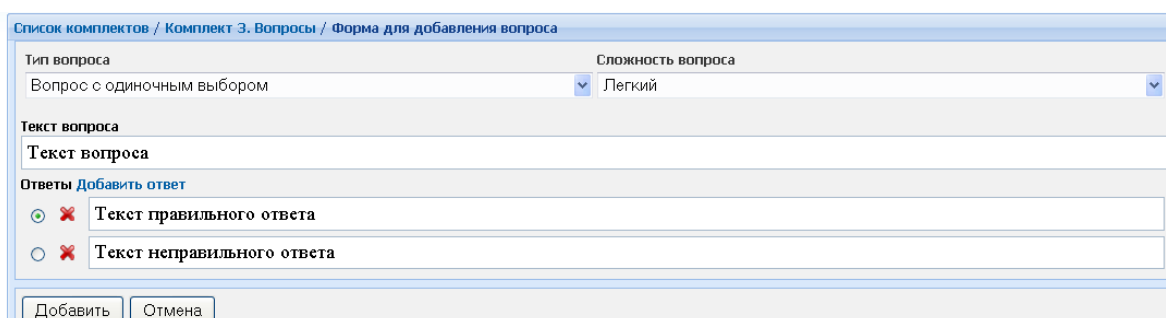 Список комплектов / Комплект 3. Вопросы / Форма для добавления вопроса
Тип вопроса Сложность вопроса
Вопрос с одиночным выбором Легкий
Текст вопроса
Текст вопроса
Ответы Добавить ответ
Текст правильного ответа
Текст неправильного ответа
Добавить Отмена